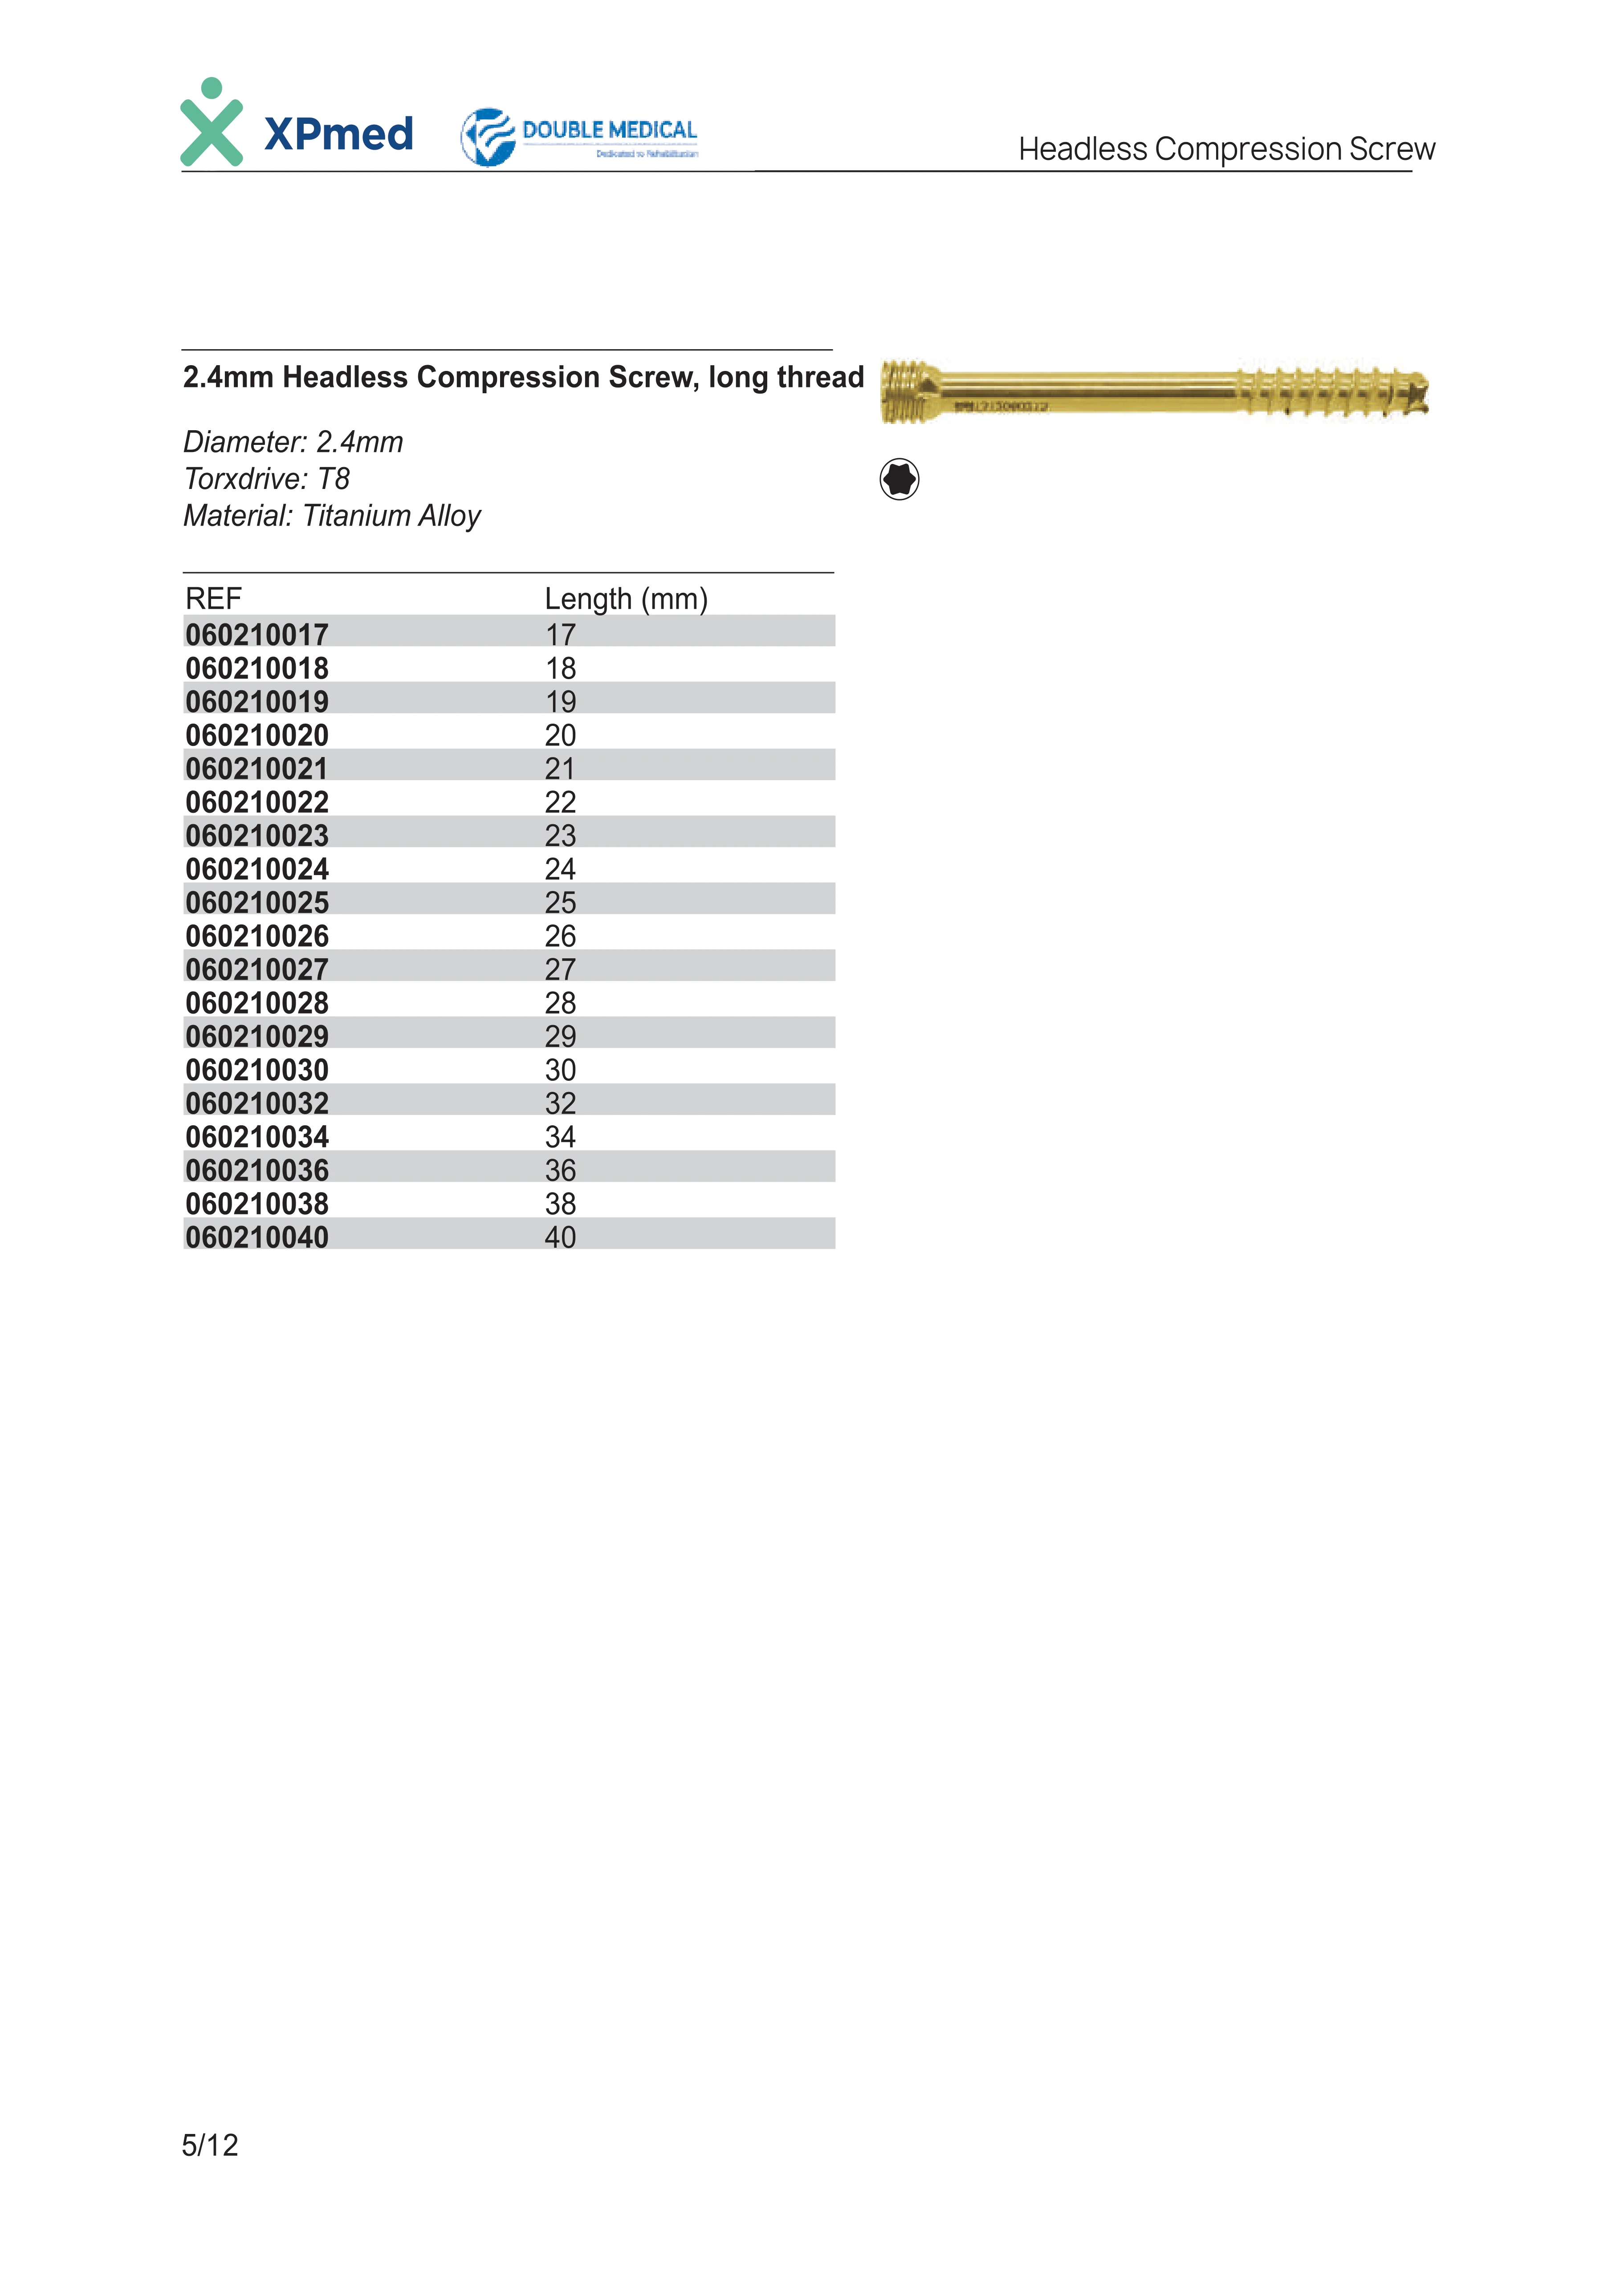 XPmed
DOUBLE MEDICAL
Dedicated to Rehabilitation
Headless Compression Screw
2.4mm Headless Compression Screw, long thread
Diameter: 2.4mm
Torxdrive: T8
Material: Titanium Alloy
REF Length (mm)
060210017 17
060210018 18
060210019 19
060210020 20
060210021 21
060210022 22
060210023 23
060210024 24
060210025 25
060210026 26
060210027 27
060210028 28
060210029 29
060210030 30
060210032 32
060210034 34
060210036 36
060210038 38
060210040 40
5/12